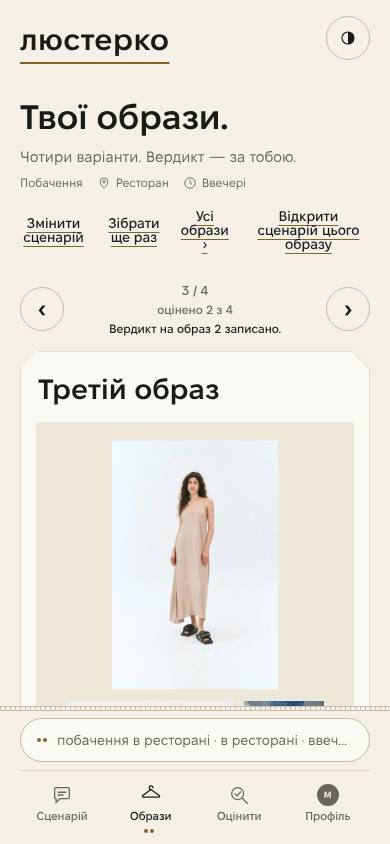 люстерко
Твої образи.
Чотири варіанти. Вердикт — за тобою.
Побачення Ресторан Ввечері
Змінити сценарій
Зібрати ще раз
Усі образи ›
Відкрити сценарій цього образу
‹
3 / 4
оцінено 2 з 4
Вердикт на образ 2 записано.
›
Третій образ
побачення в ресторані · в ресторані · ввеч...
Сценарій
Образи
Оцінити
М
Профіль